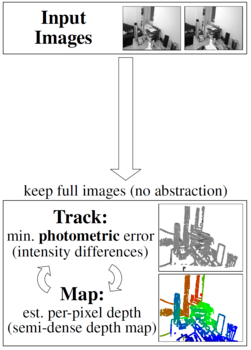 Input
Images
keep full images (no abstraction)
Track:
min. photometric error
(intensity differences)
Map:
est. per-pixel depth
(semi-dense depth map)